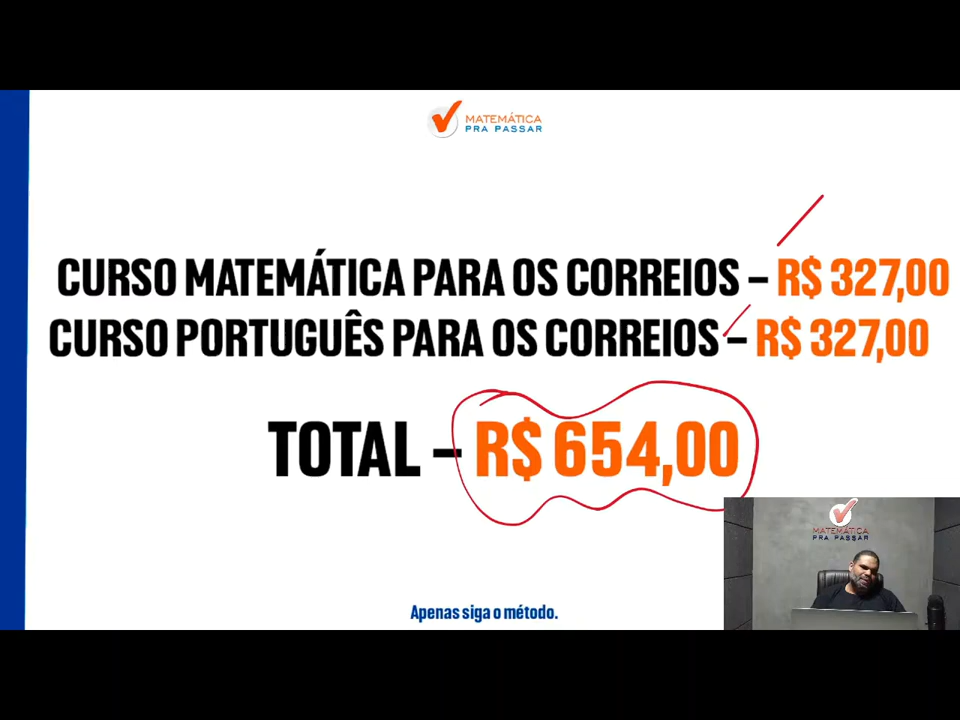 MATEMÁTICA
PRA PASSAR
CURSO MATEMÁTICA PARA OS CORREIOS – R$ 327,00
CURSO PORTUGUÊS PARA OS CORREIOS – R$ 327,00
TOTAL – R$ 654,00
MATEMÁTICA
PRA PASSAR
Apenas siga o método.